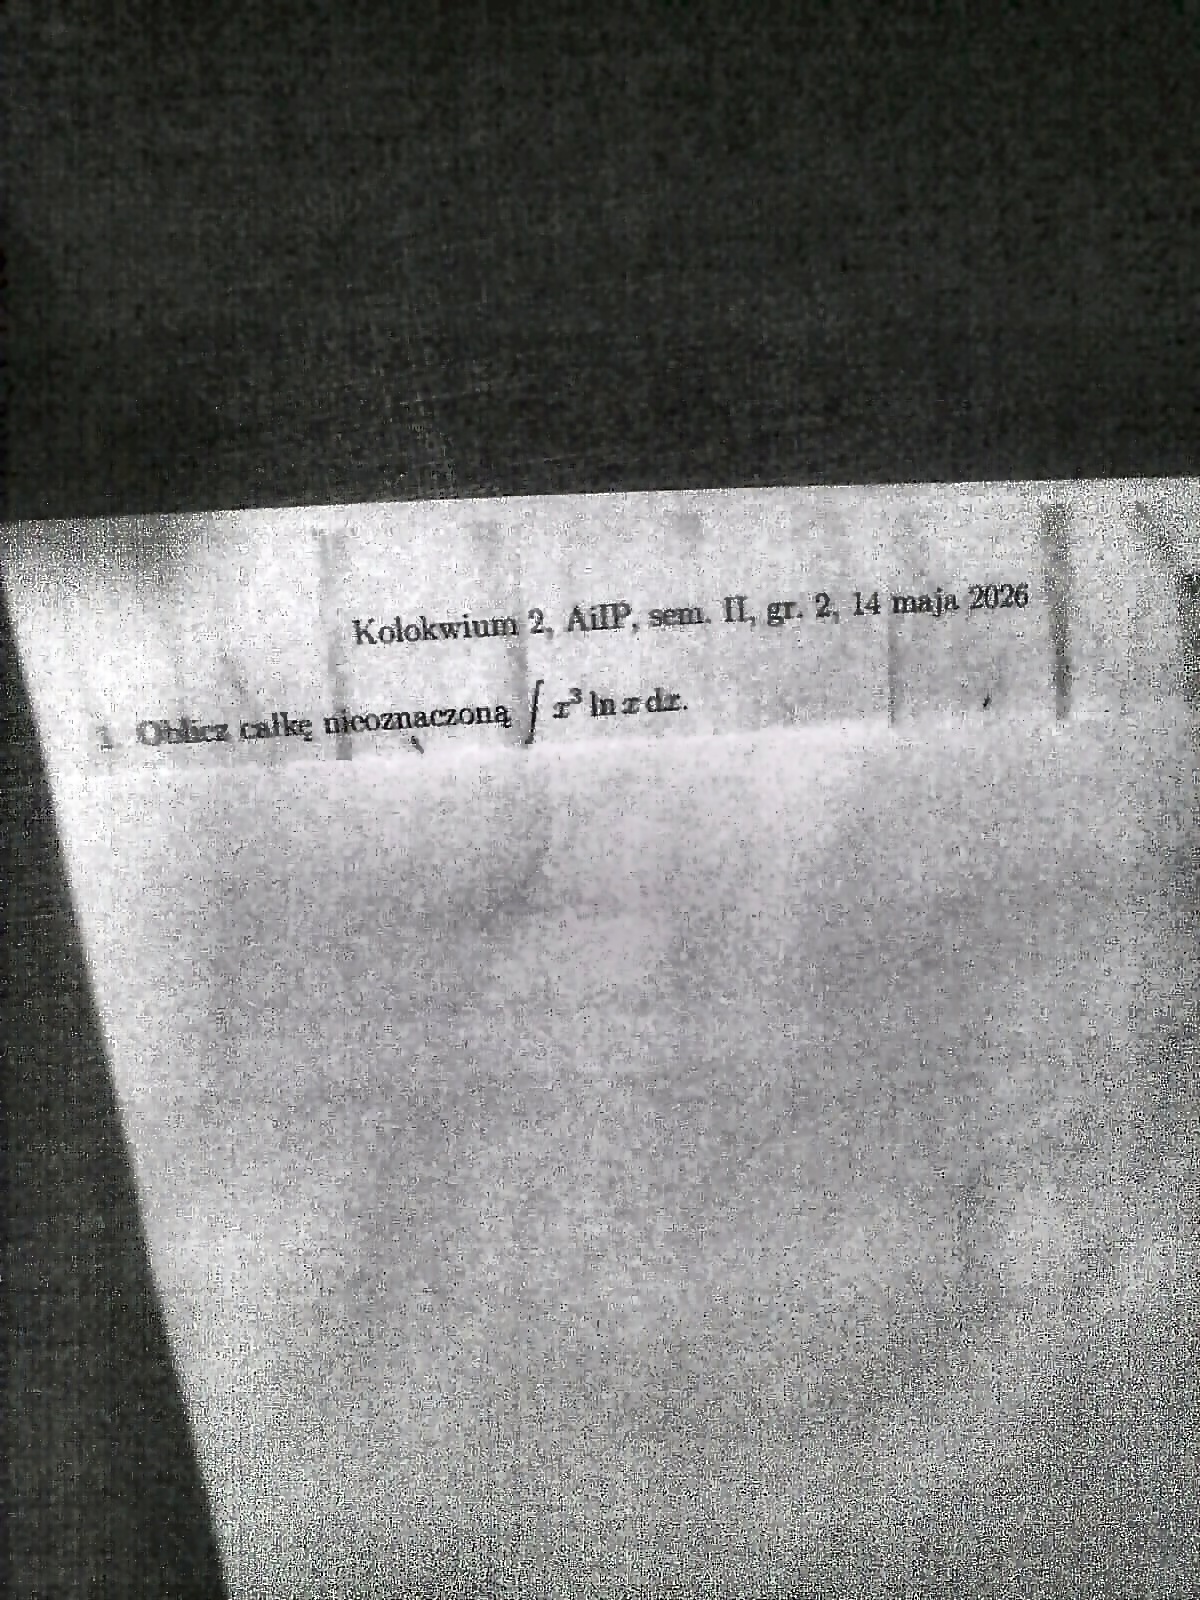 Kolokwium 2, AiIP, sem. II, gr. 2, 14 maja 2026
1. Oblicz całkę nieoznaczoną ∫ x³ ln x dx.